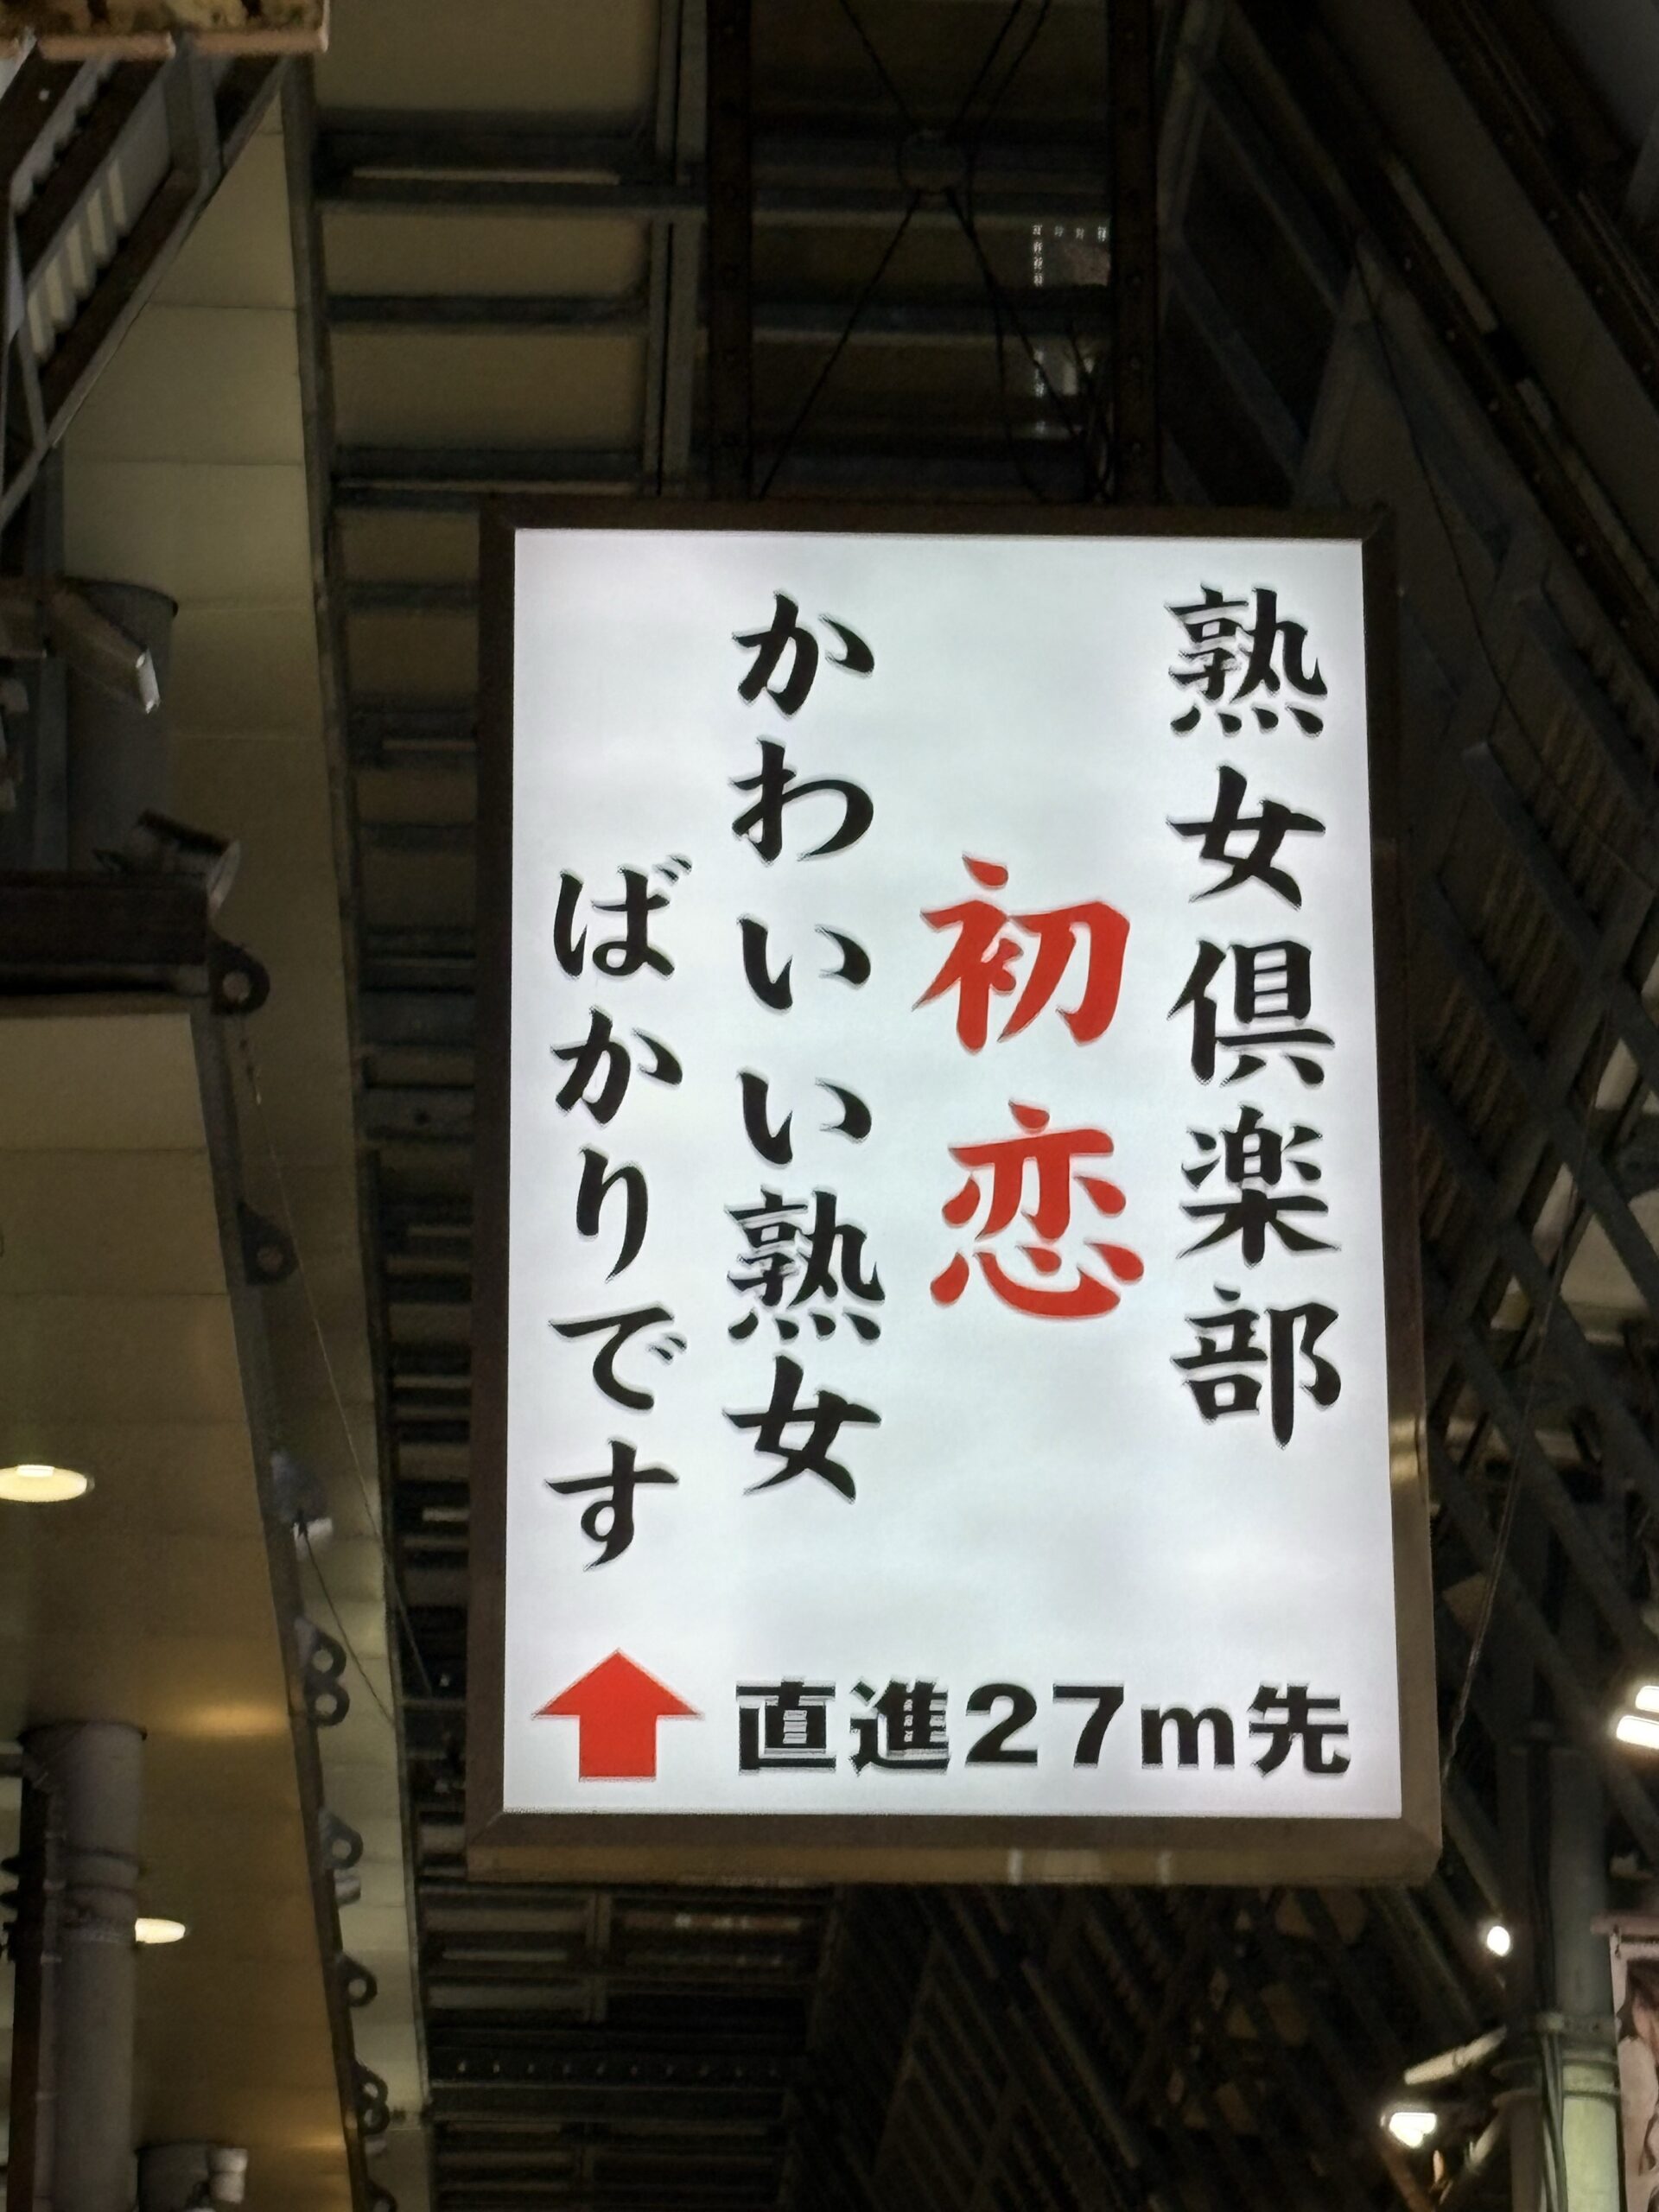 熟女倶楽部
初恋
かわいい熟女
ばかりです
直進27m先